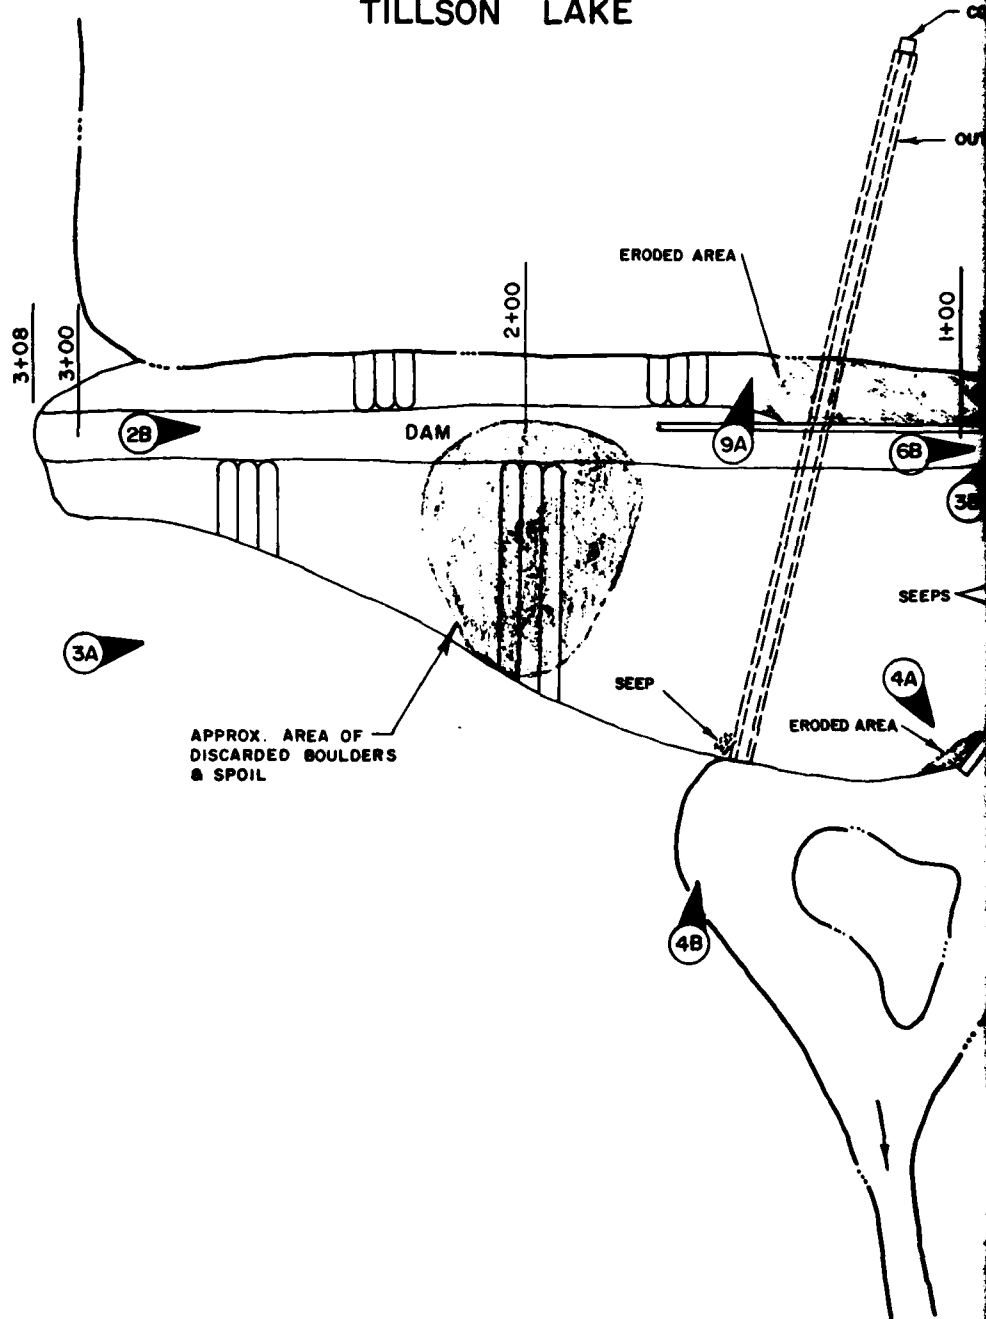 TILLSON LAKE
ERODED AREA
3+08
3+00
2+00
1+00
2B
DAM
9A
6B
SEEPS
3A
SEEP
4A
ERODED AREA
APPROX. AREA OF
DISCARDED BOULDERS
& SPOIL
4B